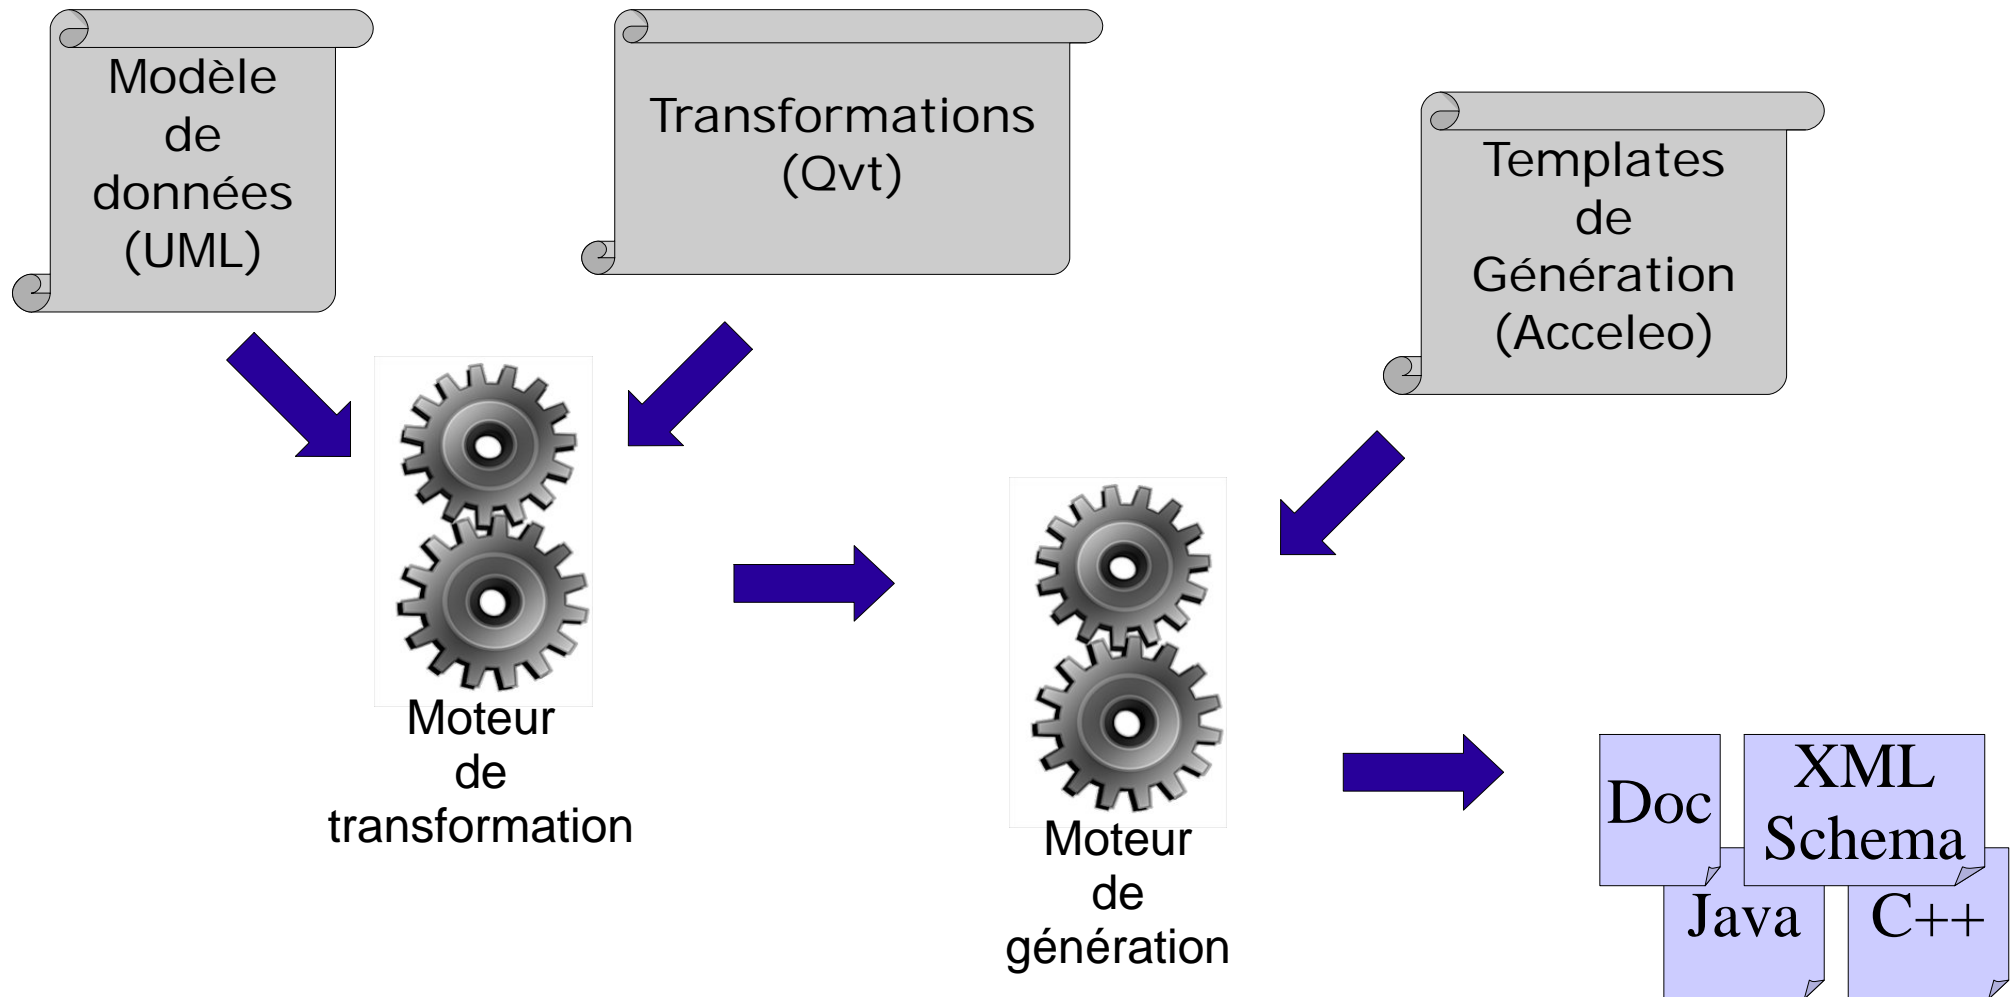 Modèle
de
données
(UML)
Transformations
(Qvt)
Templates
de
Génération
(Acceleo)
Moteur
de
transformation
Moteur
de
génération
Doc
XML
Schema
Java
C++